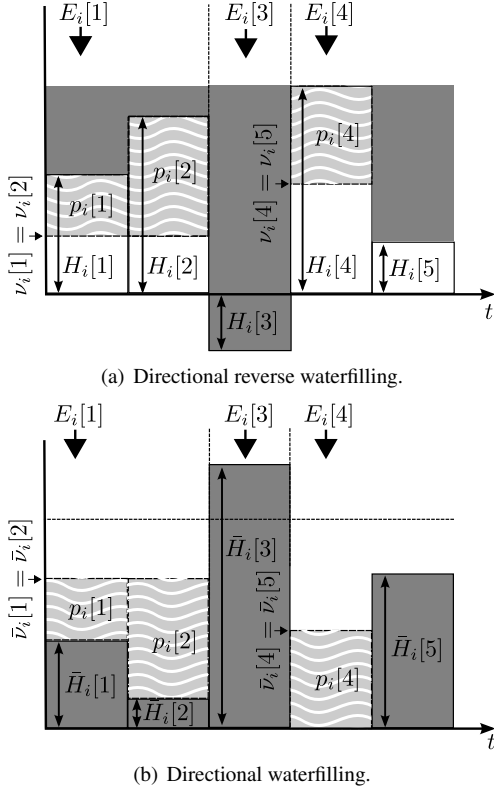 E_i[1] E_i[3] E_i[4]
ν_i[1] = ν_i[2]
p_i[1]
p_i[2]
ν_i[4] = ν_i[5]
p_i[4]
H_i[1]
H_i[2]
H_i[3]
H_i[4]
H_i[5]
t
(a) Directional reverse waterfilling.
E_i[1] E_i[3] E_i[4]
ν̄_i[1] = ν̄_i[2]
p_i[1]
p_i[2]
H̄_i[3]
ν̄_i[4] = ν̄_i[5]
p_i[4]
H̄_i[1]
H̄_i[2]
H̄_i[5]
t
(b) Directional waterfilling.